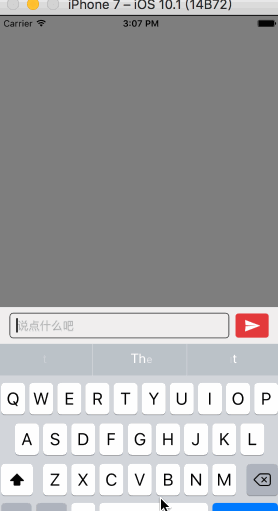 iPhone 7 – iOS 10.1 (14B72)
Carrier 3:07 PM
说点什么吧
The t
Q W E R T Y U I O P
A S D F G H J K L
Z X C V B N M